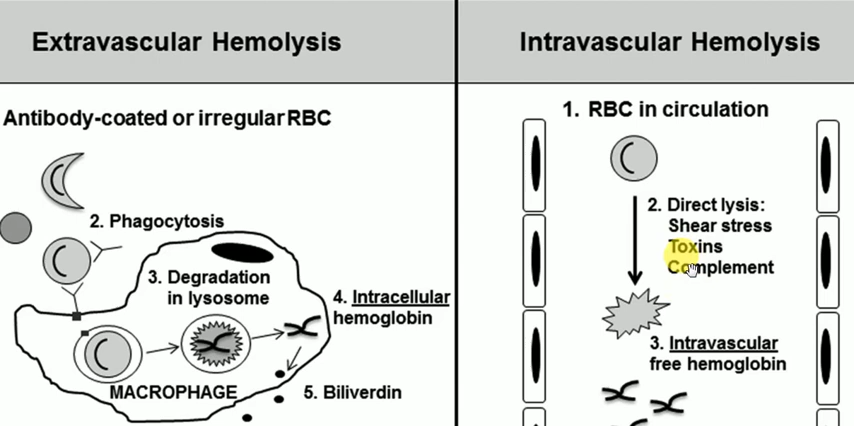 Extravascular Hemolysis
Antibody-coated or irregular RBC
2. Phagocytosis
3. Degradation
in lysosome
4. Intracellular
hemoglobin
MACROPHAGE
5. Biliverdin
Intravascular Hemolysis
1. RBC in circulation
2. Direct lysis:
Shear stress
Toxins
Complement
3. Intravascular
free hemoglobin